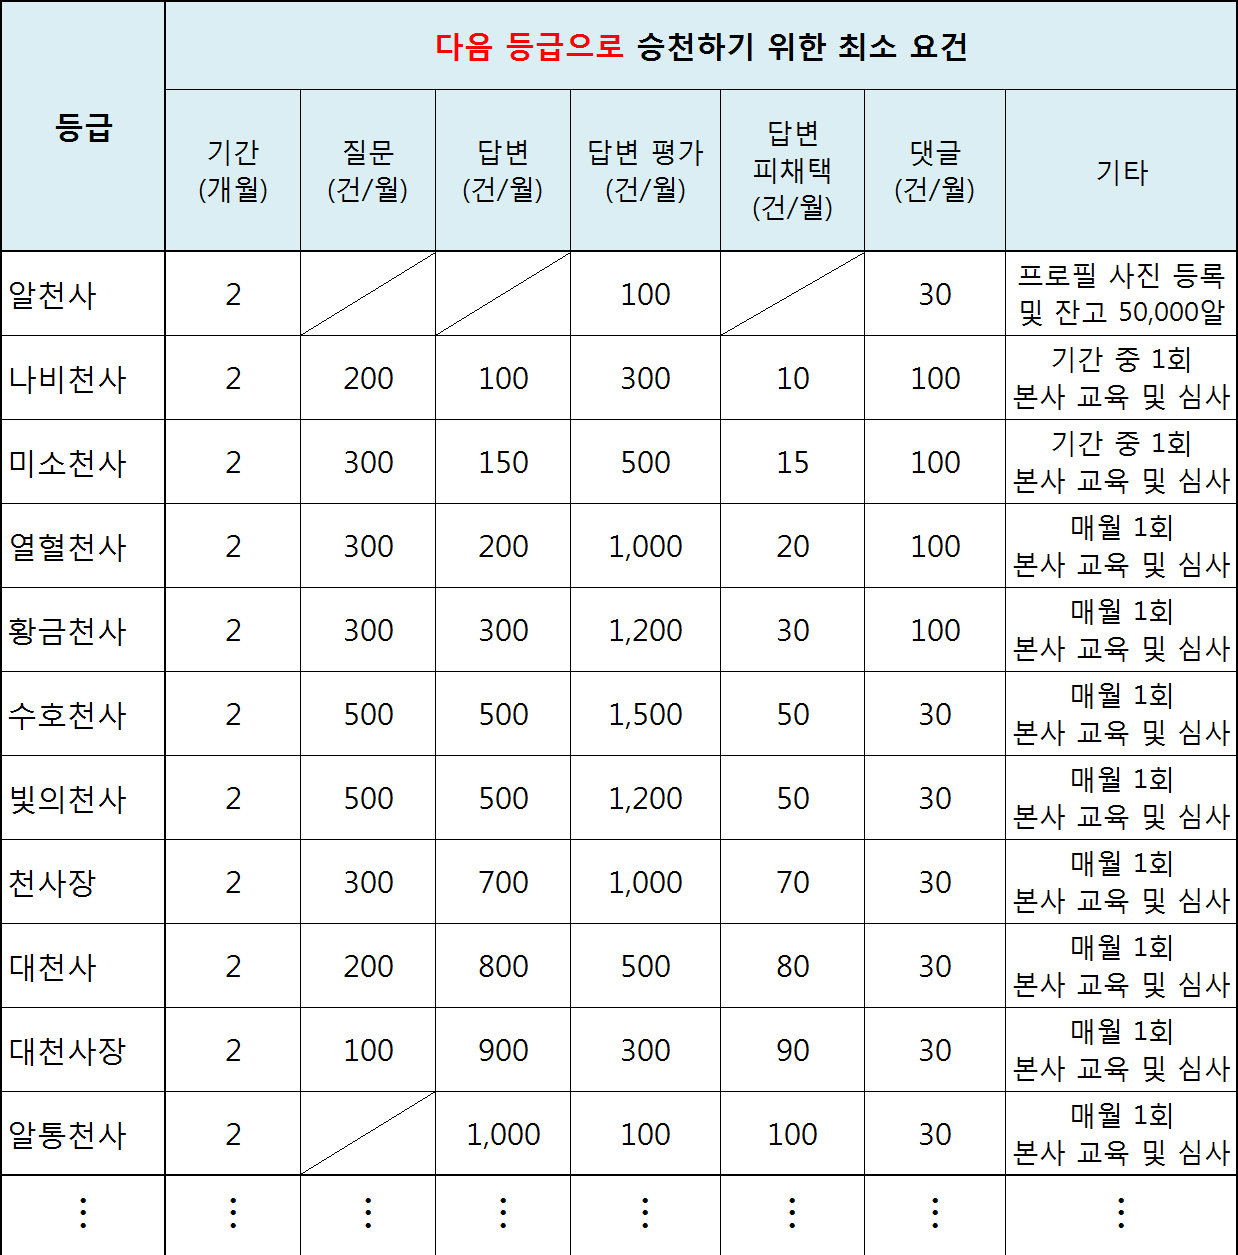 다음 등급으로 승천하기 위한 최소 요건
등급
기간
(개월)
질문
(건/월)
답변
(건/월)
답변 평가
(건/월)
답변
피채택
(건/월)
댓글
(건/월)
기타
알천사 2 100 30 프로필 사진 등록
및 잔고 50,000알
나비천사 2 200 100 300 10 100 기간 중 1회
본사 교육 및 심사
미소천사 2 300 150 500 15 100 기간 중 1회
본사 교육 및 심사
열혈천사 2 300 200 1,000 20 100 매월 1회
본사 교육 및 심사
황금천사 2 300 300 1,200 30 100 매월 1회
본사 교육 및 심사
수호천사 2 500 500 1,500 50 30 매월 1회
본사 교육 및 심사
빛의천사 2 500 500 1,200 50 30 매월 1회
본사 교육 및 심사
천사장 2 300 700 1,000 70 30 매월 1회
본사 교육 및 심사
대천사 2 200 800 500 80 30 매월 1회
본사 교육 및 심사
대천사장 2 100 900 300 90 30 매월 1회
본사 교육 및 심사
알통천사 2 1,000 100 100 30 매월 1회
본사 교육 및 심사
⋮ ⋮ ⋮ ⋮ ⋮ ⋮ ⋮ ⋮